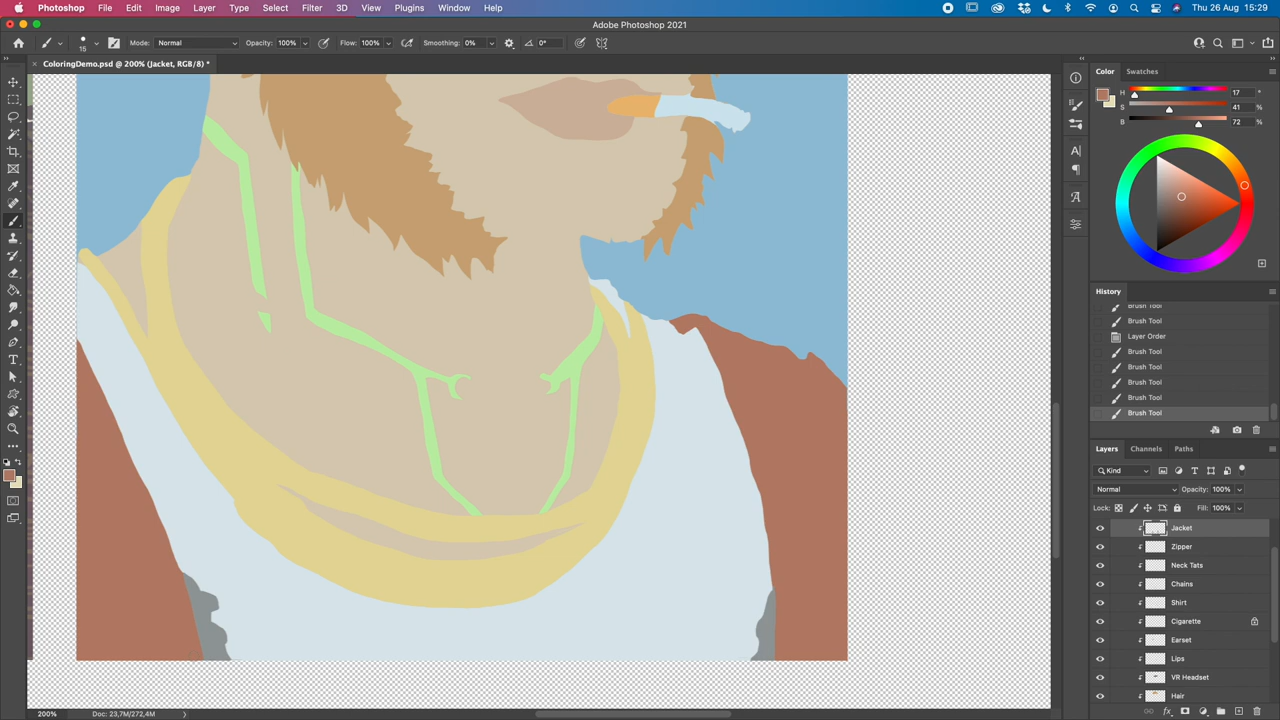 Photoshop File Edit Image Layer Type Select Filter 3D View Plugins Window Help Thu 26 Aug 15:29
Adobe Photoshop 2021
15 Mode: Normal Opacity: 100% Flow: 100% Smoothing: 0% 0°
ColoringDemo.psd @ 200% (Jacket, RGB/8) *
Color Swatches
H 17 °
S 41 %
B 72 %
History
Brush Tool
Brush Tool
Layer Order
Brush Tool
Brush Tool
Brush Tool
Brush Tool
Brush Tool
Layers Channels Paths
Kind
Normal Opacity: 100%
Lock: Fill: 100%
Jacket
Zipper
Neck Tats
Chains
Shirt
Cigarette
Earset
Lips
VR Headset
Hair
200% Doc: 23,7M/272,4M